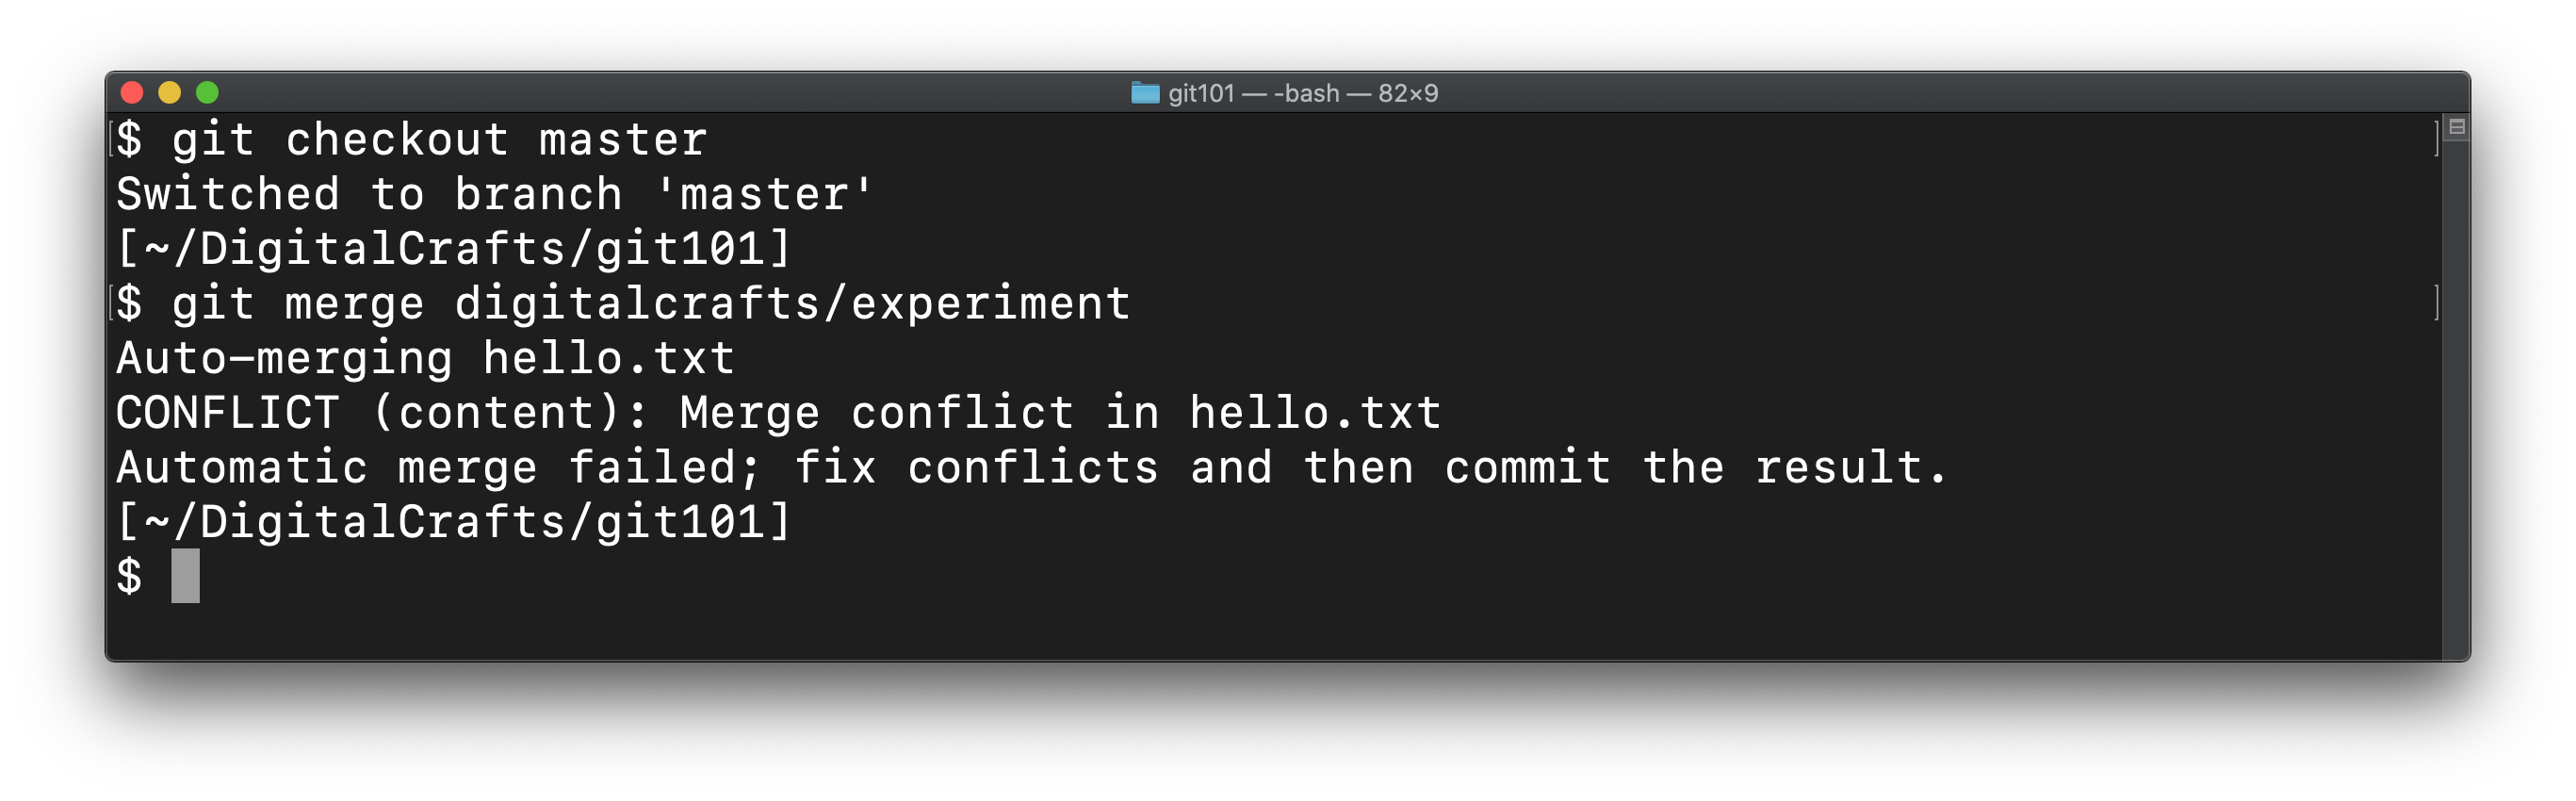 git101 — -bash — 82×9
$ git checkout master
Switched to branch 'master'
[~/DigitalCrafts/git101]
$ git merge digitalcrafts/experiment
Auto-merging hello.txt
CONFLICT (content): Merge conflict in hello.txt
Automatic merge failed; fix conflicts and then commit the result.
[~/DigitalCrafts/git101]
$